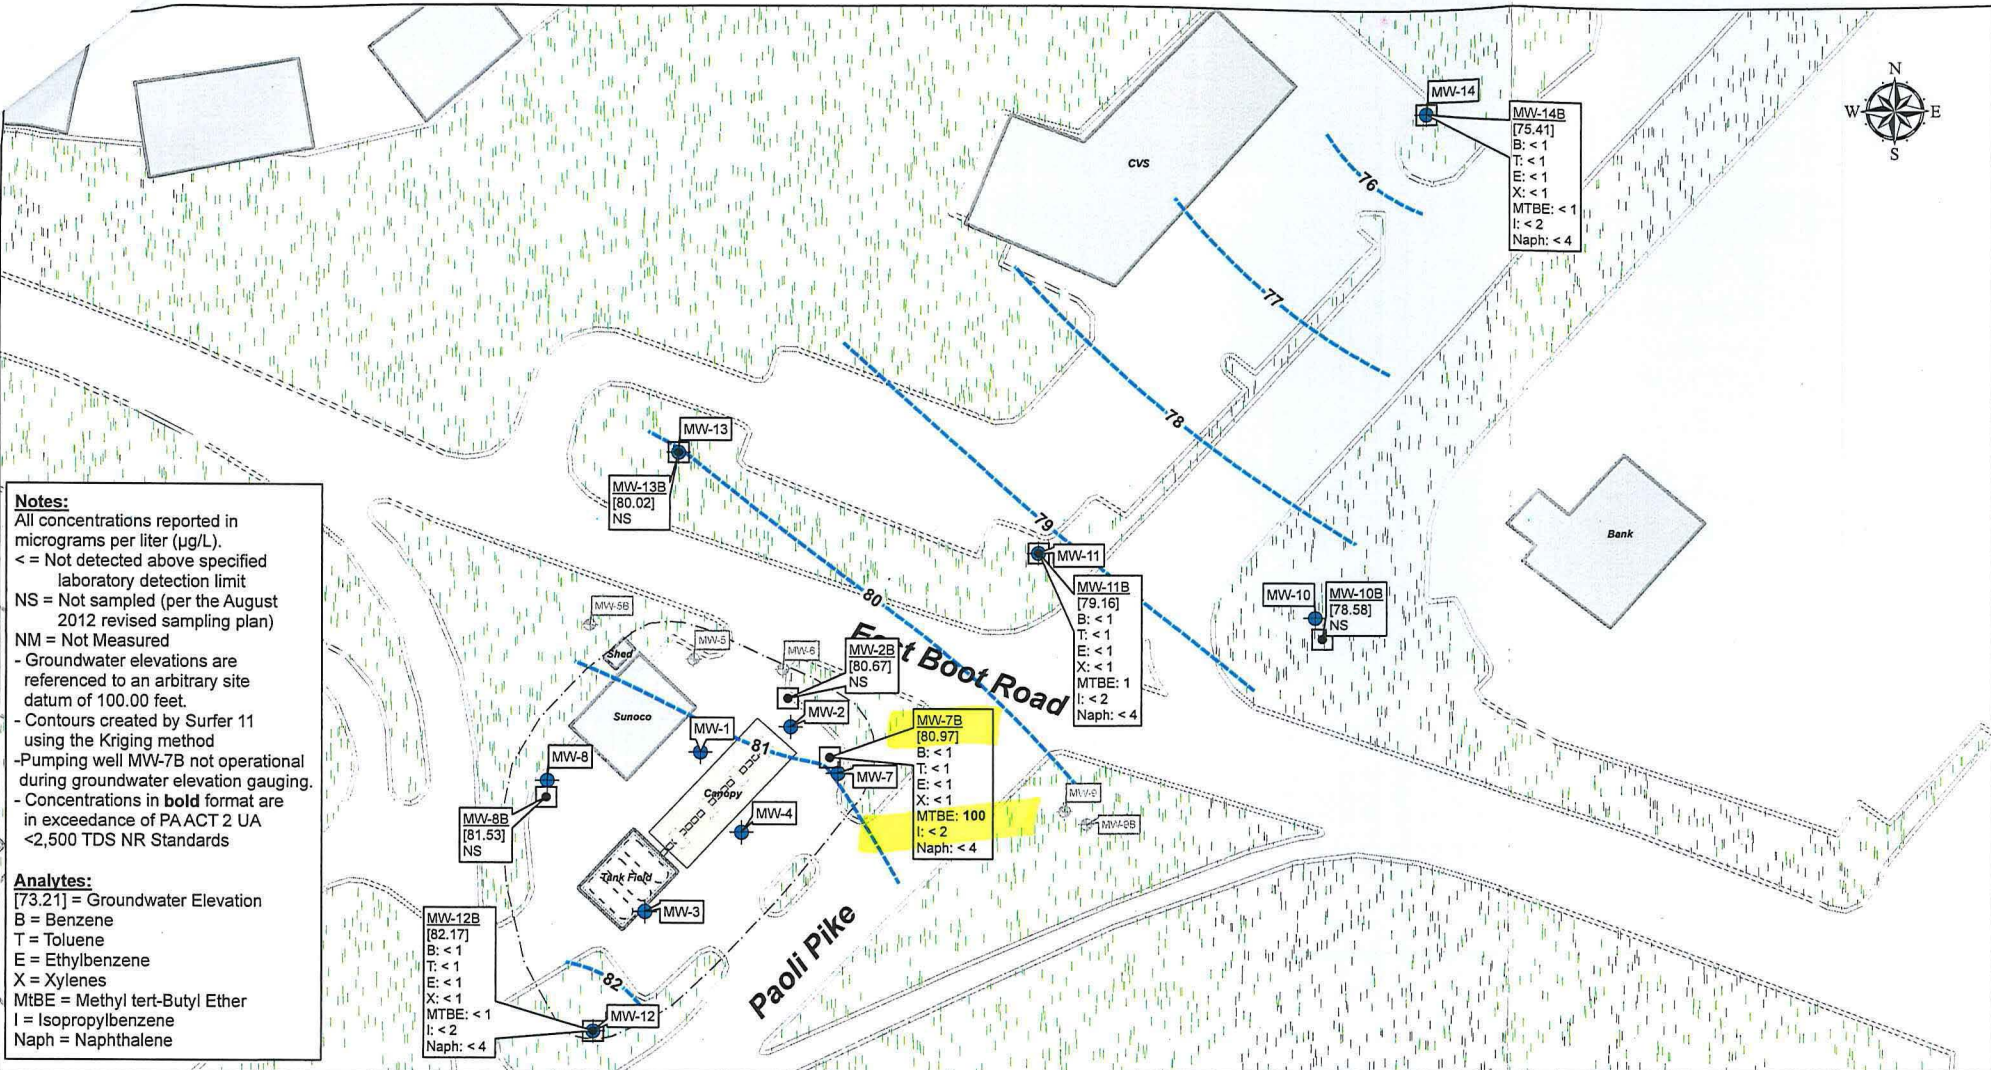 N
W
E
S
MW-14
MW-14B
[75.41]
B: < 1
T: < 1
E: < 1
X: < 1
MTBE: < 1
I: < 2
Naph: < 4
CVS
76
77
78
79
80
81
82
MW-13
MW-13B
[80.02]
NS
MW-11
MW-11B
[79.16]
B: < 1
T: < 1
E: < 1
X: < 1
MTBE: 1
I: < 2
Naph: < 4
MW-10
MW-10B
[78.58]
NS
Bank
Notes:
All concentrations reported in
micrograms per liter (µg/L).
< = Not detected above specified
laboratory detection limit
NS = Not sampled (per the August
2012 revised sampling plan)
NM = Not Measured
- Groundwater elevations are
referenced to an arbitrary site
datum of 100.00 feet.
- Contours created by Surfer 11
using the Kriging method
-Pumping well MW-7B not operational
during groundwater elevation gauging.
- Concentrations in bold format are
in exceedance of PA ACT 2 UA
<2,500 TDS NR Standards
Analytes:
[73.21] = Groundwater Elevation
B = Benzene
T = Toluene
E = Ethylbenzene
X = Xylenes
MtBE = Methyl tert-Butyl Ether
I = Isopropylbenzene
Naph = Naphthalene
MW-5B
MW-5
MW-6
Shed
Sunoco
MW-2B
[80.67]
NS
MW-2
MW-1
Boot Road
MW-7B
[80.97]
B: < 1
T: < 1
E: < 1
X: < 1
MTBE: 100
I: < 2
Naph: < 4
MW-7
MW-8
MW-8B
[81.53]
NS
Canopy
MW-4
MW-9
MW-9B
Tank Field
MW-3
Paoli Pike
MW-12B
[82.17]
B: < 1
T: < 1
E: < 1
X: < 1
MTBE: < 1
I: < 2
Naph: < 4
MW-12